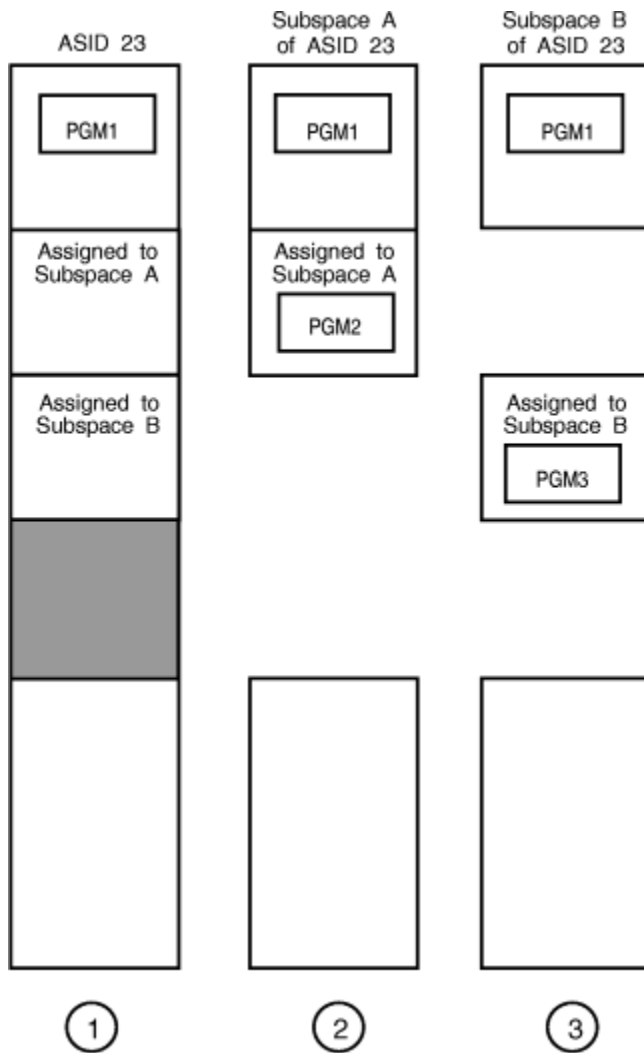 ASID 23
PGM1
Assigned to
Subspace A
Assigned to
Subspace B
1
Subspace A
of ASID 23
PGM1
Assigned to
Subspace A
PGM2
2
Subspace B
of ASID 23
PGM1
Assigned to
Subspace B
PGM3
3